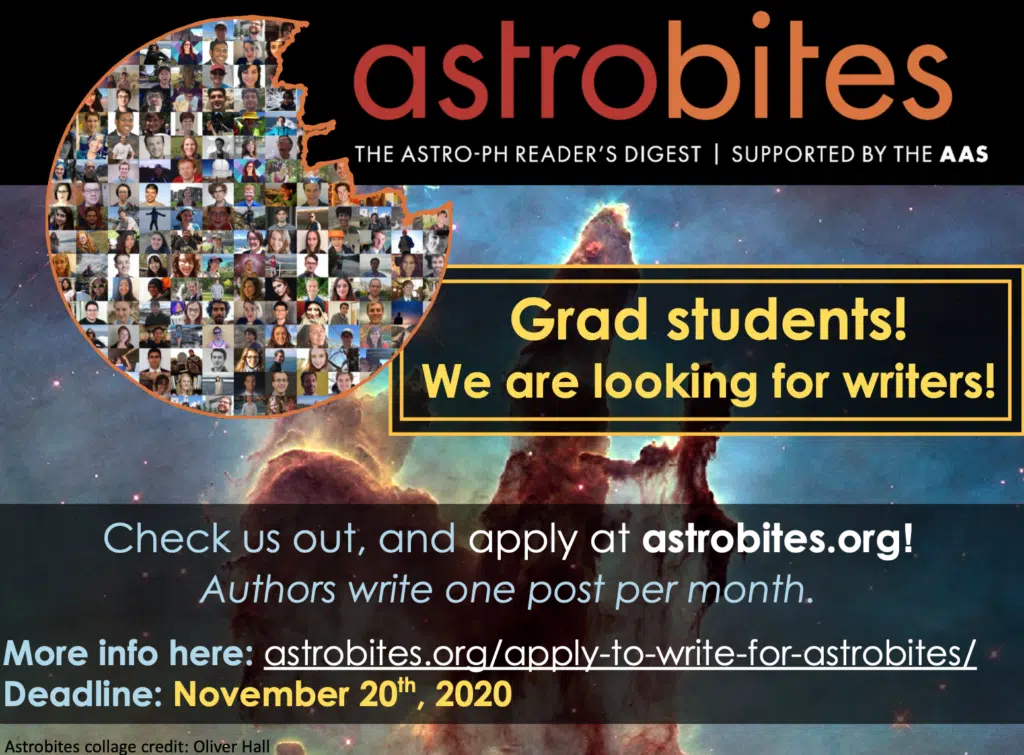 astrobites
THE ASTRO-PH READER'S DIGEST | SUPPORTED BY THE AAS
Grad students!
We are looking for writers!
Check us out, and apply at astrobites.org!
Authors write one post per month.
More info here: astrobites.org/apply-to-write-for-astrobites/
Deadline: November 20th, 2020
Astrobites collage credit: Oliver Hall